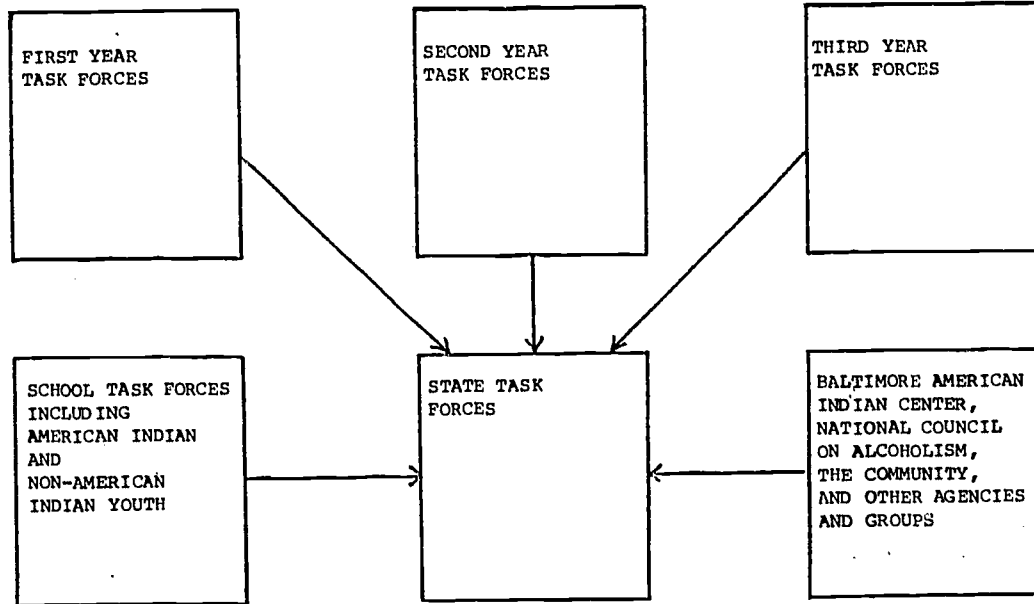 FIRST YEAR
TASK FORCES
SECOND YEAR
TASK FORCES
THIRD YEAR
TASK FORCES
SCHOOL TASK FORCES
INCLUDING
AMERICAN INDIAN
AND
NON-AMERICAN
INDIAN YOUTH
STATE TASK
FORCES
BALTIMORE AMERICAN
INDIAN CENTER,
NATIONAL COUNCIL
ON ALCOHOLISM,
THE COMMUNITY,
AND OTHER AGENCIES
AND GROUPS